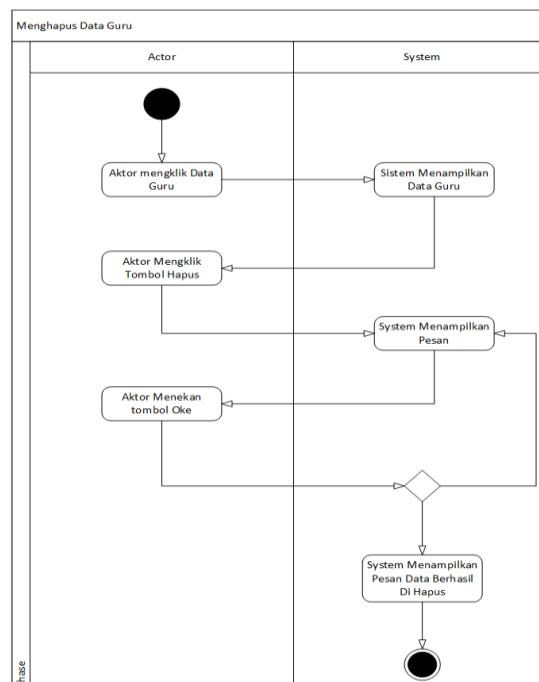 Menghapus Data Guru
Actor
System
Aktor mengklik Data
Guru
Sistem Menampilkan
Data Guru
Aktor Mengklik
Tombol Hapus
System Menampilkan
Pesan
Aktor Menekan
tombol Oke
System Menampilkan
Pesan Data Berhasil
Di Hapus